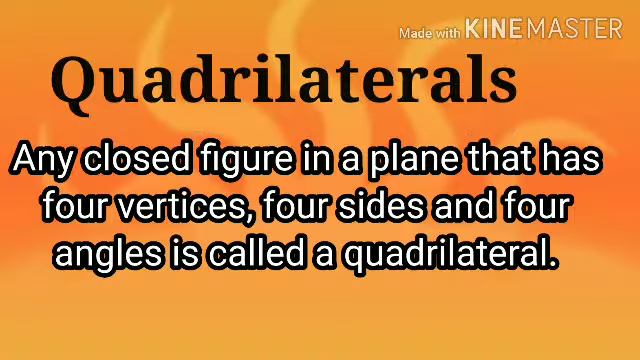 Made with KINEMASTER
Quadrilaterals
Any closed figure in a plane that has
four vertices, four sides and four
angles is called a quadrilateral.